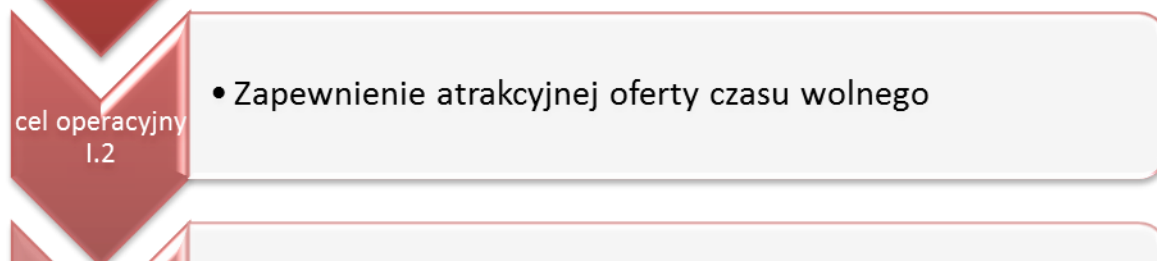 cel operacyjny
I.2
• Zapewnienie atrakcyjnej oferty czasu wolnego